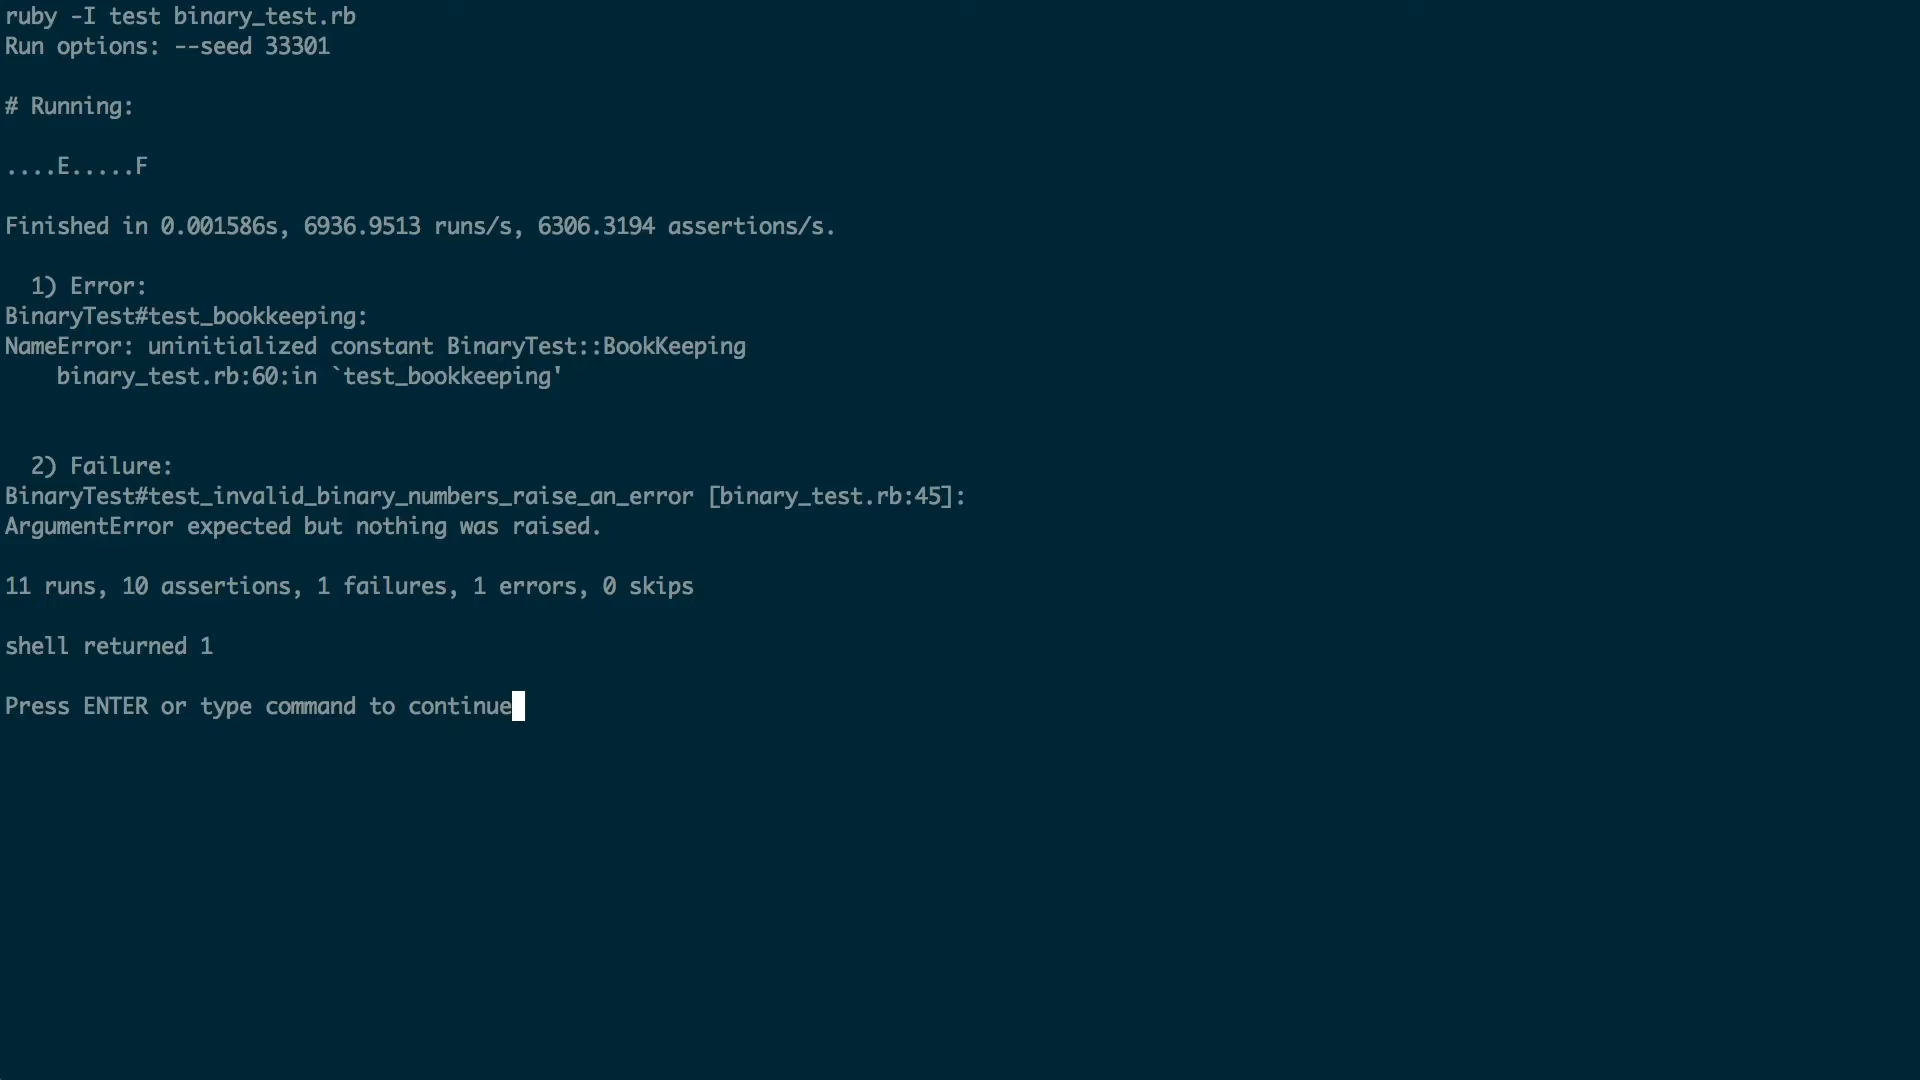 ruby -I test binary_test.rb
Run options: --seed 33301
# Running:
....E.....F
Finished in 0.001586s, 6936.9513 runs/s, 6306.3194 assertions/s.
1) Error:
BinaryTest#test_bookkeeping:
NameError: uninitialized constant BinaryTest::BookKeeping
binary_test.rb:60:in `test_bookkeeping'
2) Failure:
BinaryTest#test_invalid_binary_numbers_raise_an_error [binary_test.rb:45]:
ArgumentError expected but nothing was raised.
11 runs, 10 assertions, 1 failures, 1 errors, 0 skips
shell returned 1
Press ENTER or type command to continue